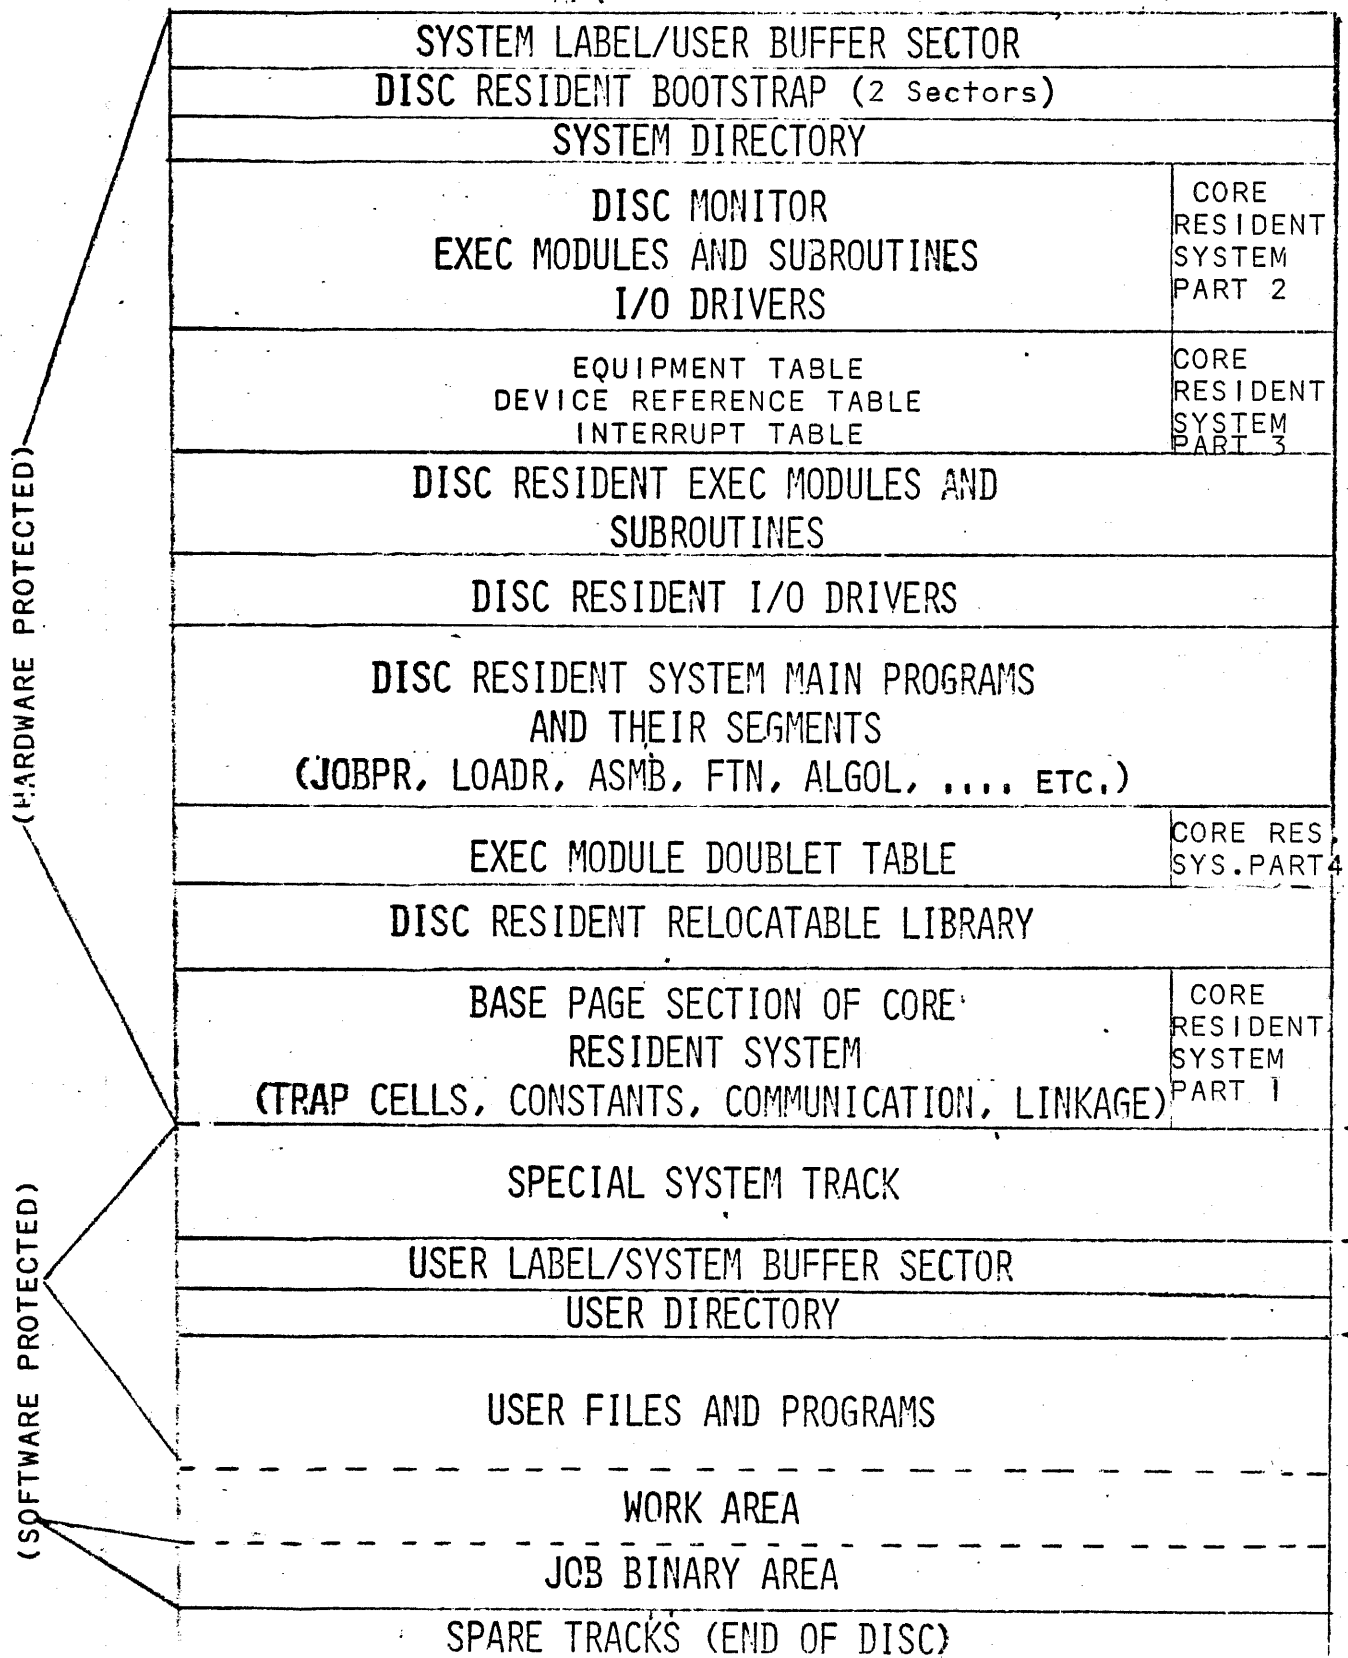 SYSTEM LABEL/USER BUFFER SECTOR
DISC RESIDENT BOOTSTRAP (2 Sectors)
SYSTEM DIRECTORY
DISC MONITOR
EXEC MODULES AND SUBROUTINES
I/O DRIVERS
CORE
RESIDENT
SYSTEM
PART 2
EQUIPMENT TABLE
DEVICE REFERENCE TABLE
INTERRUPT TABLE
CORE
RESIDENT
SYSTEM
PART 3
DISC RESIDENT EXEC MODULES AND
SUBROUTINES
DISC RESIDENT I/O DRIVERS
(HARDWARE PROTECTED)
DISC RESIDENT SYSTEM MAIN PROGRAMS
AND THEIR SEGMENTS
(JOBPR, LOADR, ASMB, FTN, ALGOL, .... ETC.)
EXEC MODULE DOUBLET TABLE
CORE RES.
SYS.PART4
DISC RESIDENT RELOCATABLE LIBRARY
BASE PAGE SECTION OF CORE
RESIDENT SYSTEM
(TRAP CELLS, CONSTANTS, COMMUNICATION, LINKAGE)
CORE
RESIDENT
SYSTEM
PART 1
SPECIAL SYSTEM TRACK
USER LABEL/SYSTEM BUFFER SECTOR
USER DIRECTORY
(SOFTWARE PROTECTED)
USER FILES AND PROGRAMS
WORK AREA
JOB BINARY AREA
SPARE TRACKS (END OF DISC)